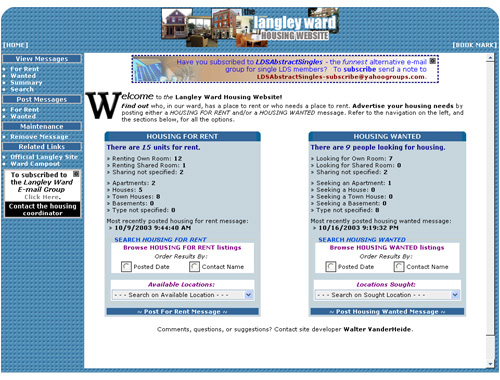 the langley ward
HOUSING WEBSITE
[HOME]
[BOOK MARK]
View Messages
» For Rent
» Wanted
» Summary
» Search
Post Messages
» For Rent
» Wanted
Maintenance
» Remove Message
Related Links
» Official Langley Site
» Ward Campout
To subscribed to
the Langley Ward
E-mail Group
Click Here.
Contact the housing
coordinator
Have you subscribed to LDSAbstractSingles - the funnest alternative e-mail
group for single LDS members? To subscribe send a note to
LDSAbstractSingles-subscribe@yahoogroups.com.
Welcome to the Langley Ward Housing Website!
Find out who, in our ward, has a place to rent or who needs a place to rent. Advertise your housing needs by
posting either a HOUSING FOR RENT and/or a HOUSING WANTED message. Refer to the navigation on the left, and
the sections below, for all the options.
HOUSING FOR RENT
There are 15 units for rent.
» Renting Own Room: 12
» Renting Shared Room: 1
» Sharing not specified: 2
» Apartments: 2
» Houses: 5
» Town Houses: 8
» Basements: 0
» Type not specified: 0
Most recently posted housing for rent message:
» 10/9/2003 9:44:40 AM
SEARCH HOUSING FOR RENT
Browse HOUSING FOR RENT listings
Order Results By:
Posted Date Contact Name
Available Locations:
- - - Search on Available Location - - -
~ Post For Rent Message ~
HOUSING WANTED
There are 9 people looking for housing.
» Looking for Own Room: 7
» Looking for Shared Room: 0
» Sharing not specified: 2
» Seeking an Apartment: 1
» Seeking a House: 0
» Seeking a Town House: 0
» Seeking a Basement: 0
» Type not specified: 8
Most recently posted housing wanted message:
» 10/16/2003 9:19:32 PM
SEARCH HOUSING WANTED
Browse HOUSING WANTED listings
Order Results By:
Posted Date Contact Name
Locations Sought:
- - - Search on Sought Location - - -
~ Post Housing Wanted Message ~
Comments, questions, or suggestions? Contact site developer Walter VanderHeide.